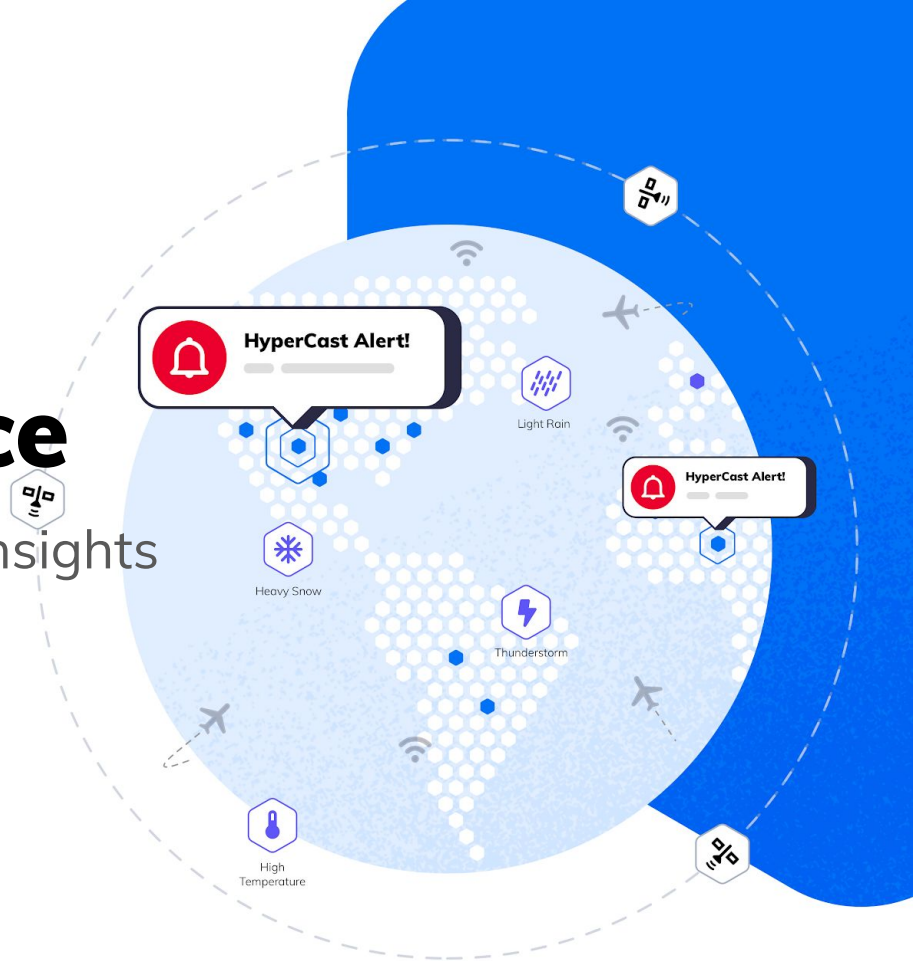 HyperCast Alert!
Light Rain
ce
HyperCast Alert!
nsights
Heavy Snow
Thunderstorm
High
Temperature